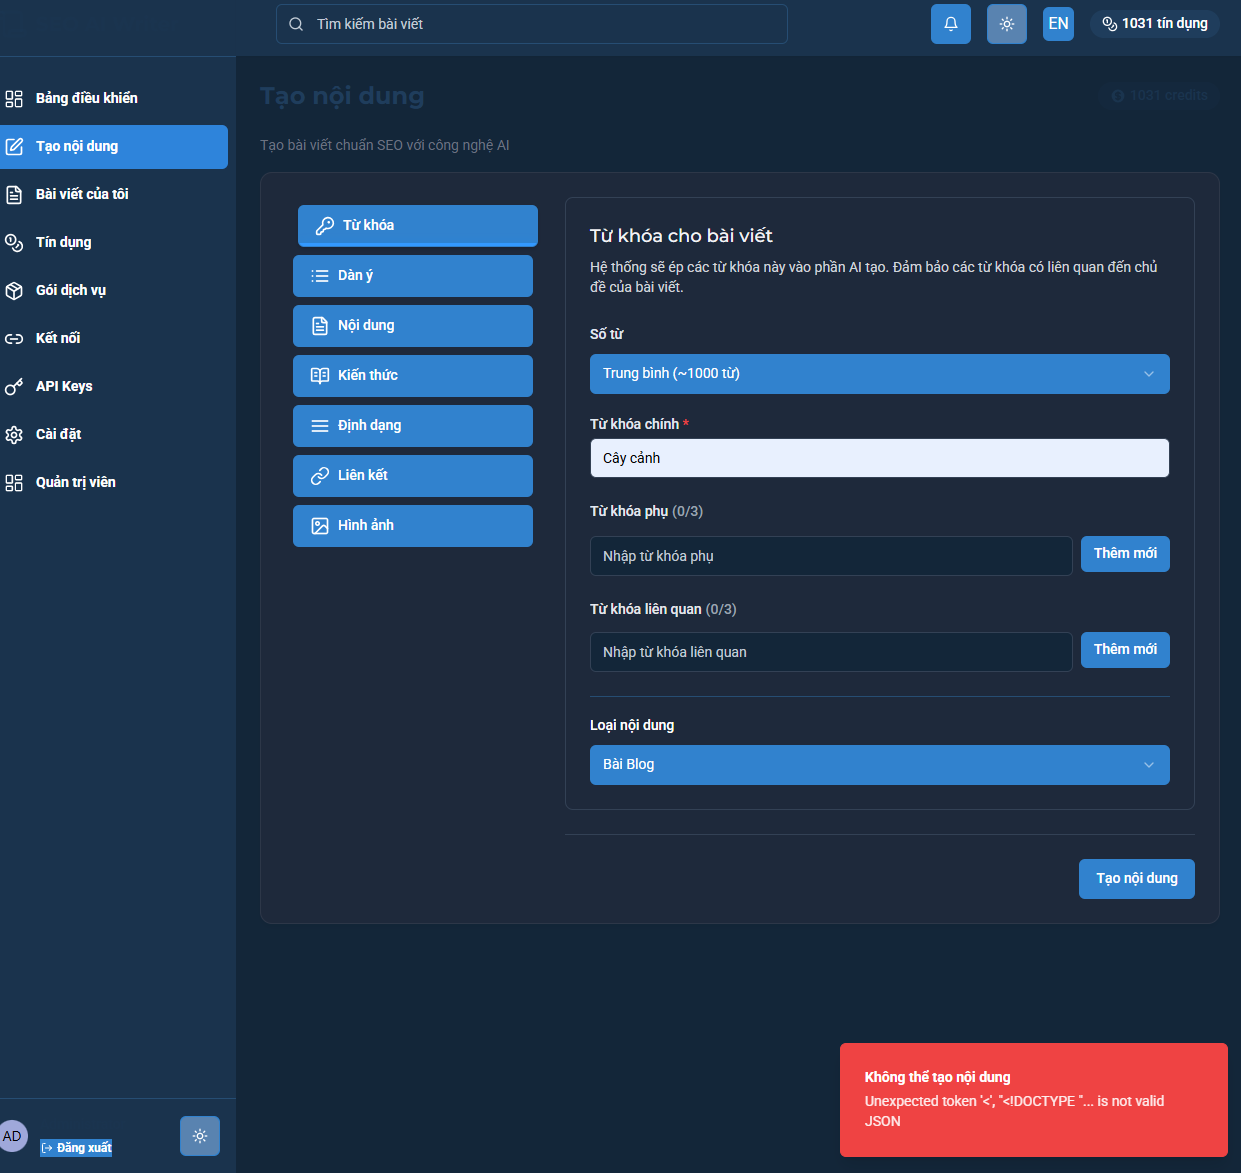 Tìm kiếm bài viết
EN
1031 tín dụng
Bảng điều khiển
Tạo nội dung
Bài viết của tôi
Tín dụng
Gói dịch vụ
Kết nối
API Keys
Cài đặt
Quản trị viên
AD
Đăng xuất
Tạo nội dung
1031 credits
Tạo bài viết chuẩn SEO với công nghệ AI
Từ khóa
Dàn ý
Nội dung
Kiến thức
Định dạng
Liên kết
Hình ảnh
Từ khóa cho bài viết
Hệ thống sẽ ép các từ khóa này vào phần AI tạo. Đảm bảo các từ khóa có liên quan đến chủ
đề của bài viết.
Số từ
Trung bình (~1000 từ)
Từ khóa chính *
Cây cảnh
Từ khóa phụ (0/3)
Nhập từ khóa phụ
Thêm mới
Từ khóa liên quan (0/3)
Nhập từ khóa liên quan
Thêm mới
Loại nội dung
Bài Blog
Tạo nội dung
Không thể tạo nội dung
Unexpected token '<', "<!DOCTYPE "... is not valid
JSON